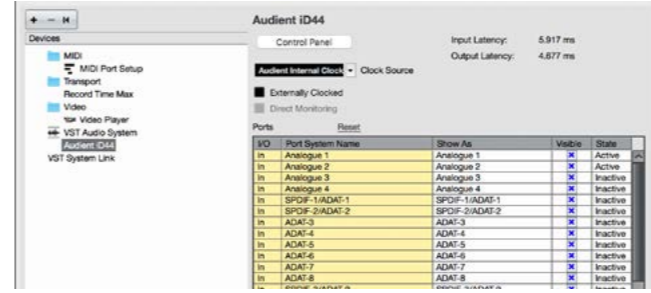 Devices
MIDI
MIDI Port Setup
Transport
Record Time Max
Video
Video Player
VST Audio System
Audient iD44
VST System Link
Audient iD44
Control Panel
Input Latency: 5.917 ms
Output Latency: 4.677 ms
Audient Internal Clock Clock Source
Externally Clocked
Direct Monitoring
Ports Reset
I/O Port System Name Show As Visible State
In Analogue 1 Analogue 1 Active
In Analogue 2 Analogue 2 Active
In Analogue 3 Analogue 3 Inactive
In Analogue 4 Analogue 4 Inactive
In SPDIF-1/ADAT-1 SPDIF-1/ADAT-1 Inactive
In SPDIF-2/ADAT-2 SPDIF-2/ADAT-2 Inactive
In ADAT-3 ADAT-3 Inactive
In ADAT-4 ADAT-4 Inactive
In ADAT-5 ADAT-5 Inactive
In ADAT-6 ADAT-6 Inactive
In ADAT-7 ADAT-7 Inactive
In ADAT-8 ADAT-8 Inactive